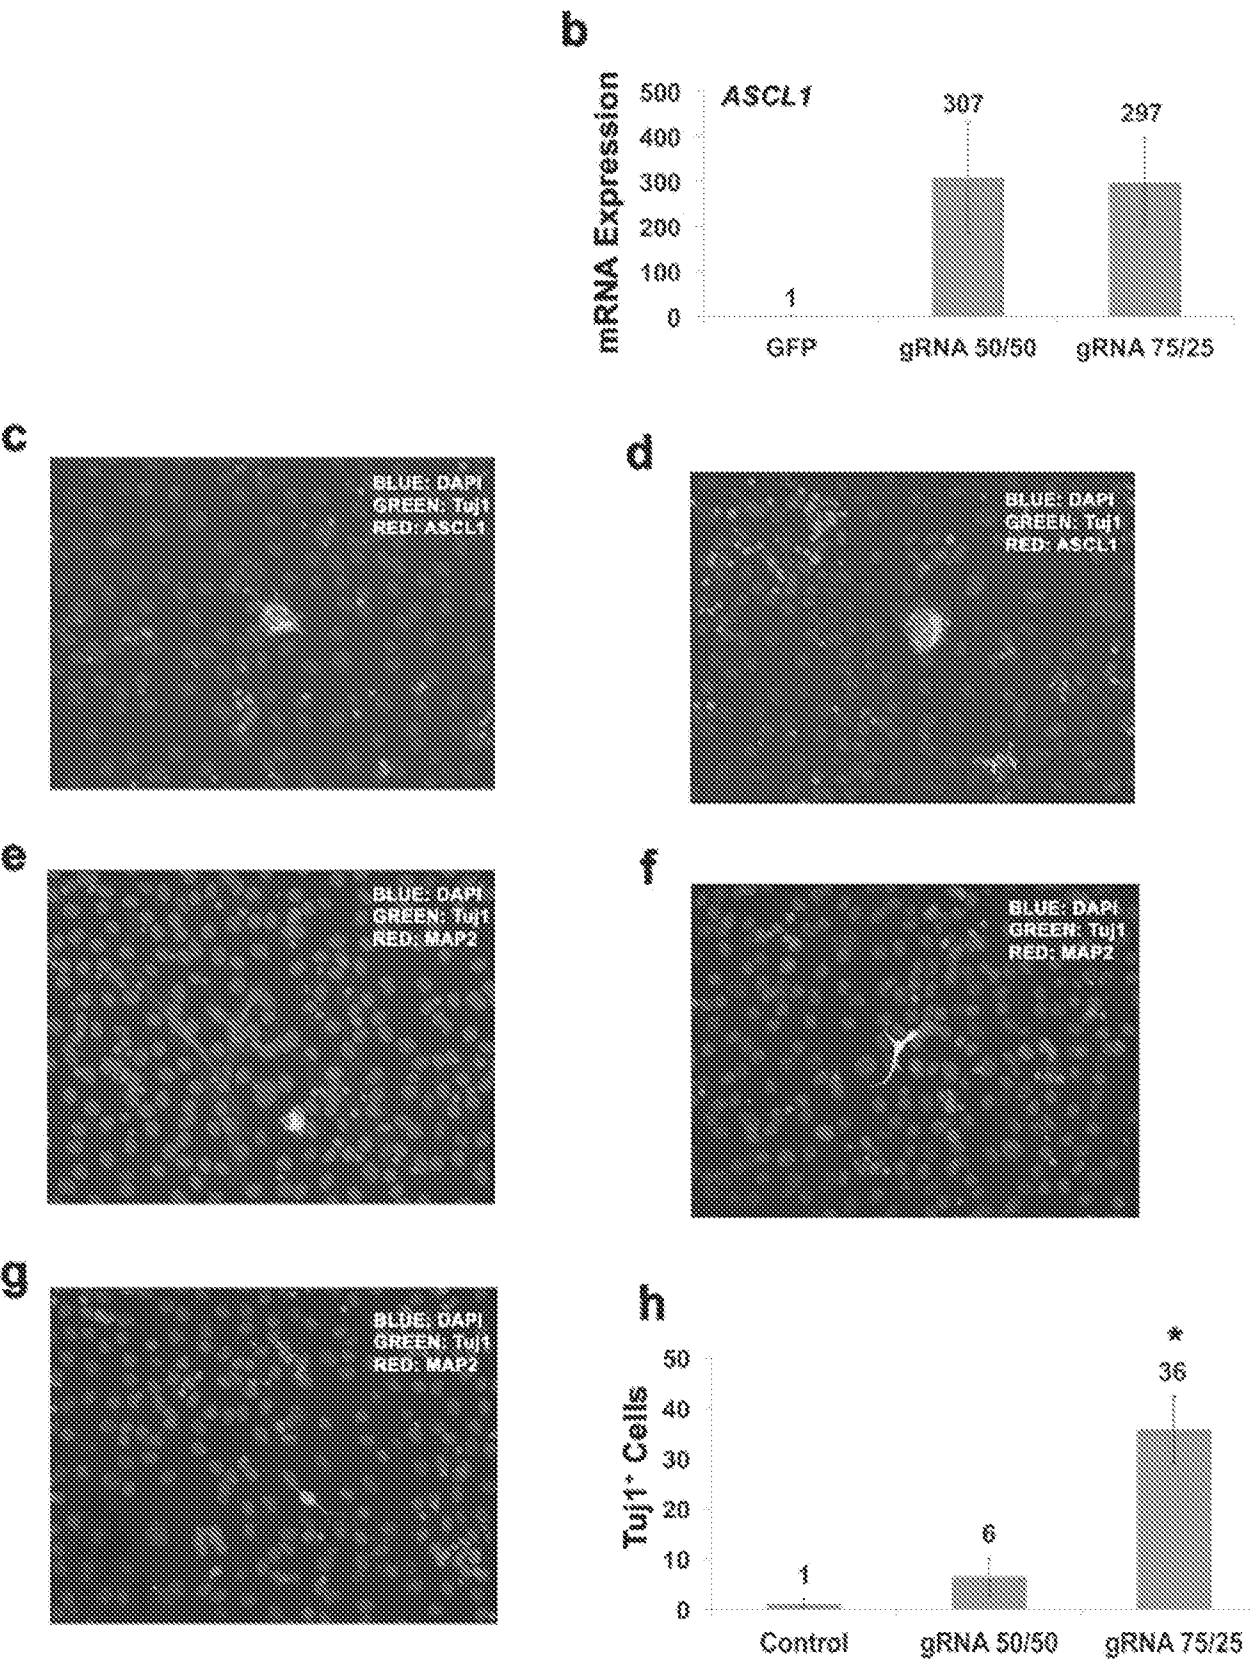 b
mRNA Expression
500
400
300
200
100
0
ASCL1
307
297
1
GFP
gRNA 50/50
gRNA 75/25
c
BLUE: DAPI
GREEN: Tuj1
RED: ASCL1
d
BLUE: DAPI
GREEN: Tuj1
RED: ASCL1
e
BLUE: DAPI
GREEN: Tuj1
RED: MAP2
f
BLUE: DAPI
GREEN: Tuj1
RED: MAP2
g
BLUE: DAPI
GREEN: Tuj1
RED: MAP2
h
Tuj1⁺ Cells
50
40
30
20
10
0
1
6
*
36
Control
gRNA 50/50
gRNA 75/25